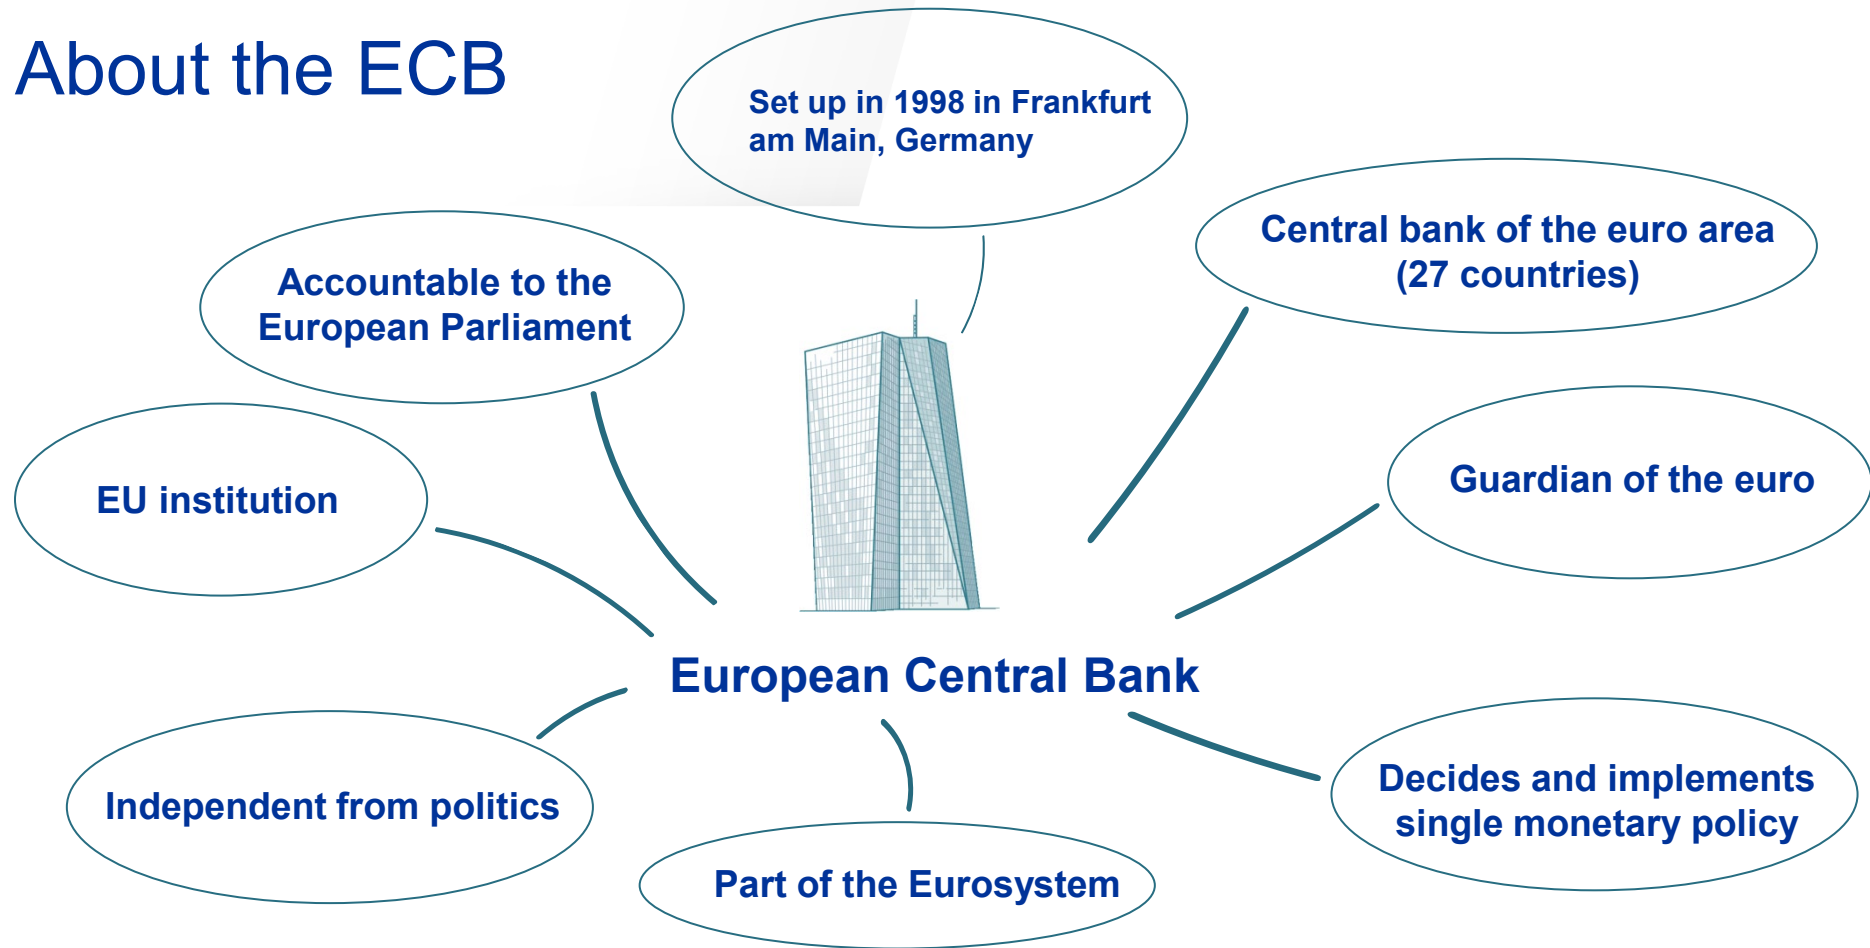 About the ECB
Set up in 1998 in Frankfurt
am Main, Germany
Central bank of the euro area
(27 countries)
Accountable to the
European Parliament
Guardian of the euro
EU institution
European Central Bank
Decides and implements
single monetary policy
Independent from politics
Part of the Eurosystem